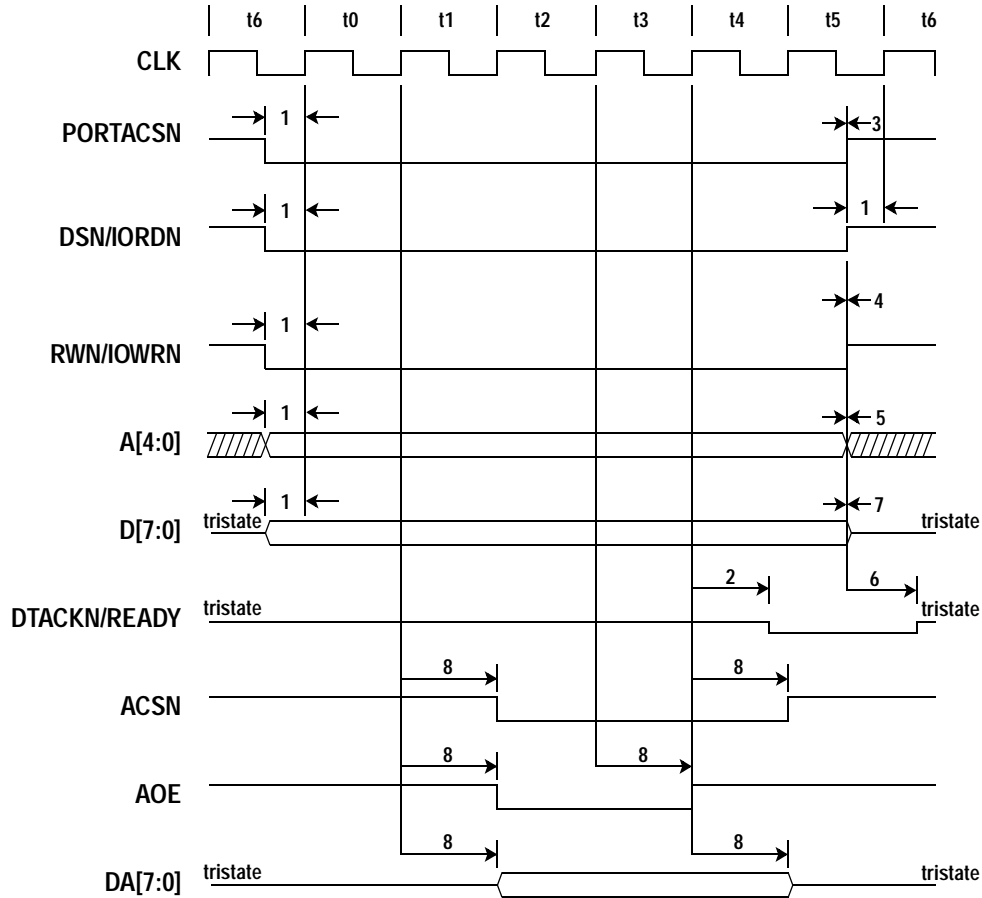 t6 t0 t1 t2 t3 t4 t5 t6
CLK
PORTACSN 1 3
DSN/IORDN 1 1
RWN/IOWRN 1 4
A[4:0] 1 5
D[7:0] tristate 1 7 tristate
DTACKN/READY tristate 2 6 tristate
ACSN 8 8
AOE 8 8
DA[7:0] tristate 8 8 tristate